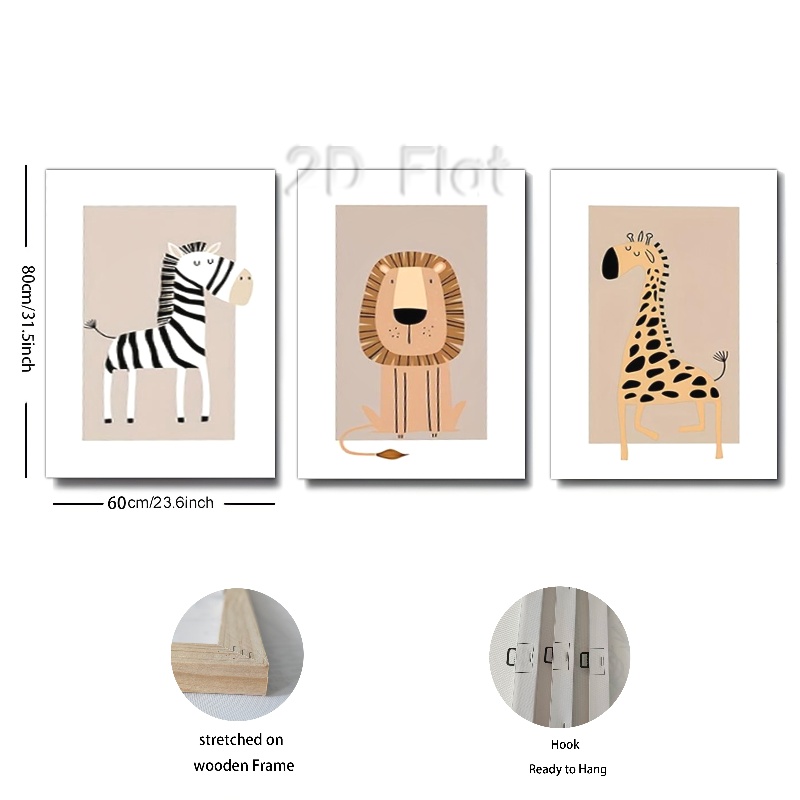 2D Flat
80cm/31.5inch
60cm/23.6inch
stretched on
wooden Frame
Hook
Ready to Hang